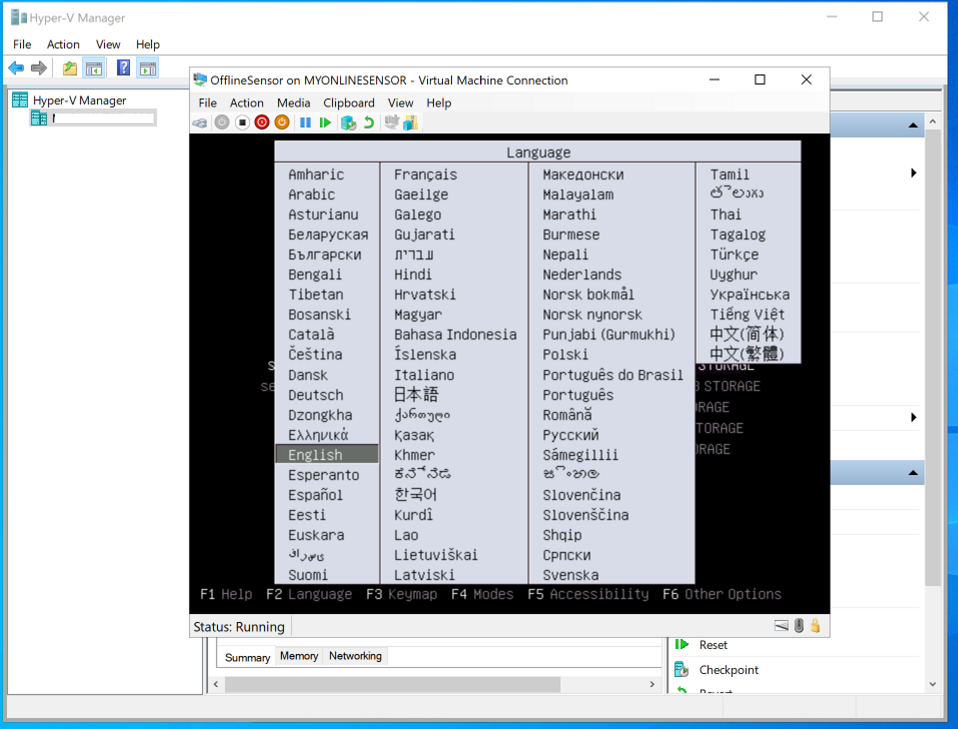 Hyper-V Manager
File Action View Help
Hyper-V Manager
OfflineSensor on MYONLINESENSOR - Virtual Machine Connection
File Action Media Clipboard View Help
Language
Amharic Français Македонски Tamil
Arabic Gaeilge Malayalam తెలుగు
Asturianu Galego Marathi Thai
Беларуская Gujarati Burmese Tagalog
Български עברית Nepali Türkçe
Bengali Hindi Nederlands Uyghur
Tibetan Hrvatski Norsk bokmål Українська
Bosanski Magyar Norsk nynorsk Tiếng Việt
Català Bahasa Indonesia Punjabi (Gurmukhi) 中文(简体)
Čeština Íslenska Polski 中文(繁體)
Dansk Italiano Português do Brasil STORAGE
Deutsch 日本語 Português RAGE
Dzongkha ქართული Română TORAGE
Ελληνικά Қазақ Русский RAGE
English Khmer Sámegillii
Esperanto ಕನ್ನಡ සිංහල
Español 한국어 Slovenčina
Eesti Kurdî Slovenščina
Euskara Lao Shqip
فارسی Lietuviškai Српски
Suomi Latviski Svenska
F1 Help F2 Language F3 Keymap F4 Modes F5 Accessibility F6 Other Options
Status: Running
Summary Memory Networking
Reset
Checkpoint